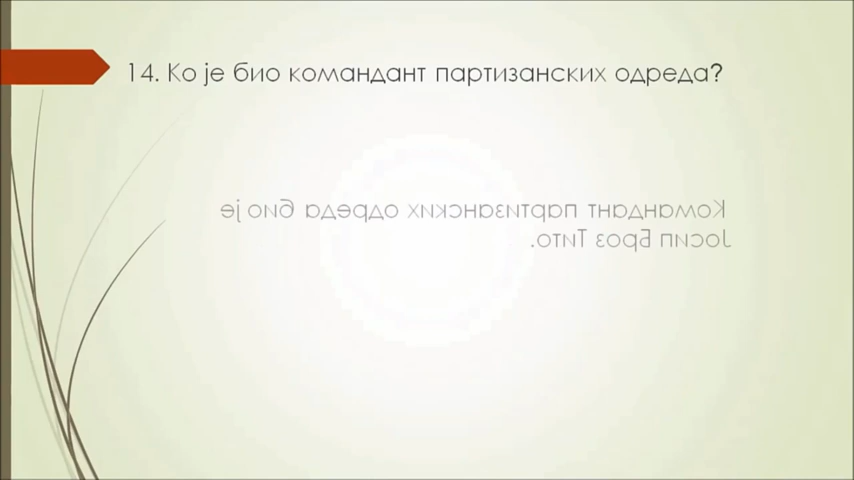 14. Ко је био командант партизанских одреда?
Командант партизанских одреда био је
Јосип Броз Тито.